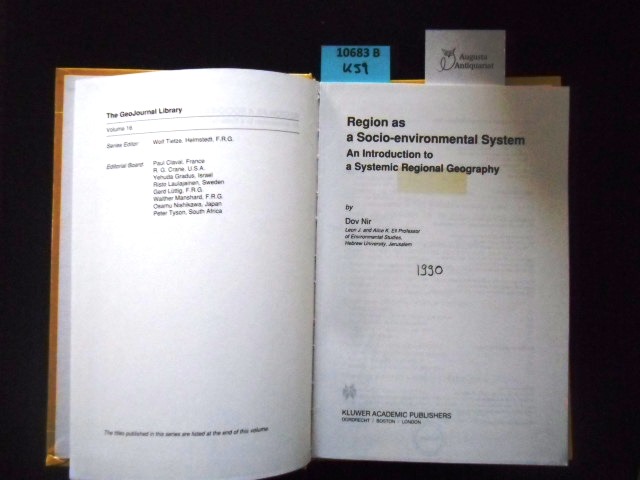 10683 B
K59
Augusta
Antiquariat
The GeoJournal Library
Volume 16
Series Editor: Wolf Tietze, Helmstedt, F.R.G.
Editorial Board: Paul Claval, France
R. G. Crane, U.S.A.
Yehuda Gradus, Israel
Risto Laulajainen, Sweden
Gerd Lüttig, F.R.G.
Walther Manshard, F.R.G.
Osamu Nishikawa, Japan
Peter Tyson, South Africa
The titles published in this series are listed at the end of this volume.
Region as
a Socio-environmental System
An Introduction to
a Systemic Regional Geography
by
Dov Nir
Leon J. and Alice K. Ell Professor
of Environmental Studies,
Hebrew University, Jerusalem
1990
KLUWER ACADEMIC PUBLISHERS
DORDRECHT / BOSTON / LONDON